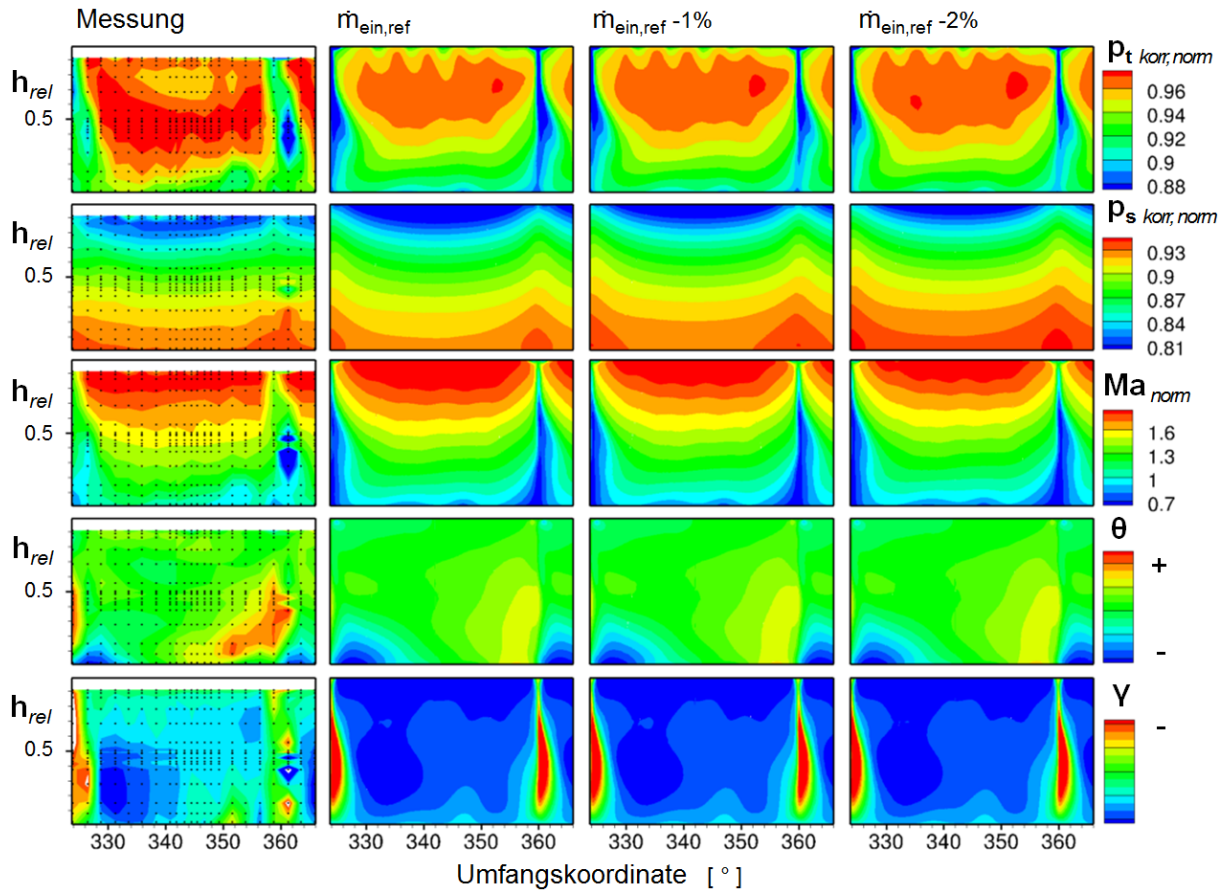 Messung
ṁein,ref
ṁein,ref -1%
ṁein,ref -2%
hrel
0.5
pt korr,norm
0.96
0.94
0.92
0.9
0.88
hrel
0.5
ps korr,norm
0.93
0.9
0.87
0.84
0.81
hrel
0.5
Ma norm
1.6
1.3
1
0.7
hrel
0.5
θ
+
-
hrel
0.5
γ
-
330 340 350 360
330 340 350 360
330 340 350 360
330 340 350 360
Umfangskoordinate [ ° ]